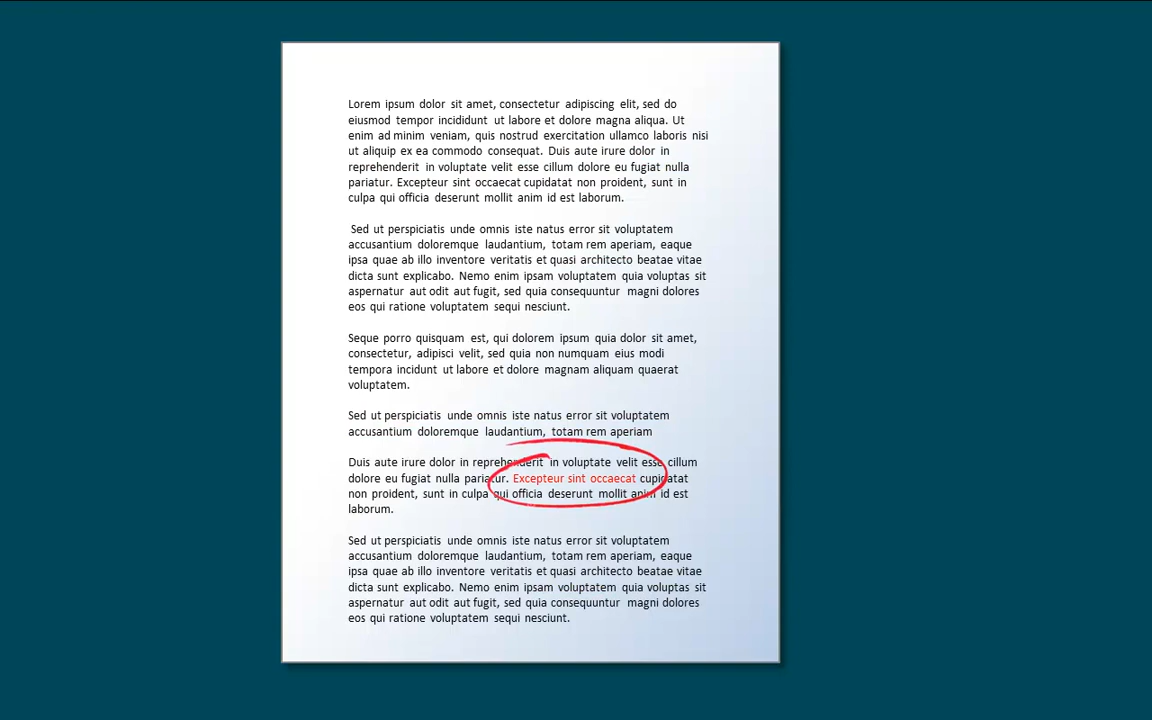 Lorem ipsum dolor sit amet, consectetur adipiscing elit, sed do
eiusmod tempor incididunt ut labore et dolore magna aliqua. Ut
enim ad minim veniam, quis nostrud exercitation ullamco laboris nisi
ut aliquip ex ea commodo consequat. Duis aute irure dolor in
reprehenderit in voluptate velit esse cillum dolore eu fugiat nulla
pariatur. Excepteur sint occaecat cupidatat non proident, sunt in
culpa qui officia deserunt mollit anim id est laborum.
Sed ut perspiciatis unde omnis iste natus error sit voluptatem
accusantium doloremque laudantium, totam rem aperiam, eaque
ipsa quae ab illo inventore veritatis et quasi architecto beatae vitae
dicta sunt explicabo. Nemo enim ipsam voluptatem quia voluptas sit
aspernatur aut odit aut fugit, sed quia consequuntur magni dolores
eos qui ratione voluptatem sequi nesciunt.
Seque porro quisquam est, qui dolorem ipsum quia dolor sit amet,
consectetur, adipisci velit, sed quia non numquam eius modi
tempora incidunt ut labore et dolore magnam aliquam quaerat
voluptatem.
Sed ut perspiciatis unde omnis iste natus error sit voluptatem
accusantium doloremque laudantium, totam rem aperiam
Duis aute irure dolor in reprehenderit in voluptate velit esse cillum
dolore eu fugiat nulla pariatur. Excepteur sint occaecat cupidatat
non proident, sunt in culpa qui officia deserunt mollit anim id est
laborum.
Sed ut perspiciatis unde omnis iste natus error sit voluptatem
accusantium doloremque laudantium, totam rem aperiam, eaque
ipsa quae ab illo inventore veritatis et quasi architecto beatae vitae
dicta sunt explicabo. Nemo enim ipsam voluptatem quia voluptas sit
aspernatur aut odit aut fugit, sed quia consequuntur magni dolores
eos qui ratione voluptatem sequi nesciunt.